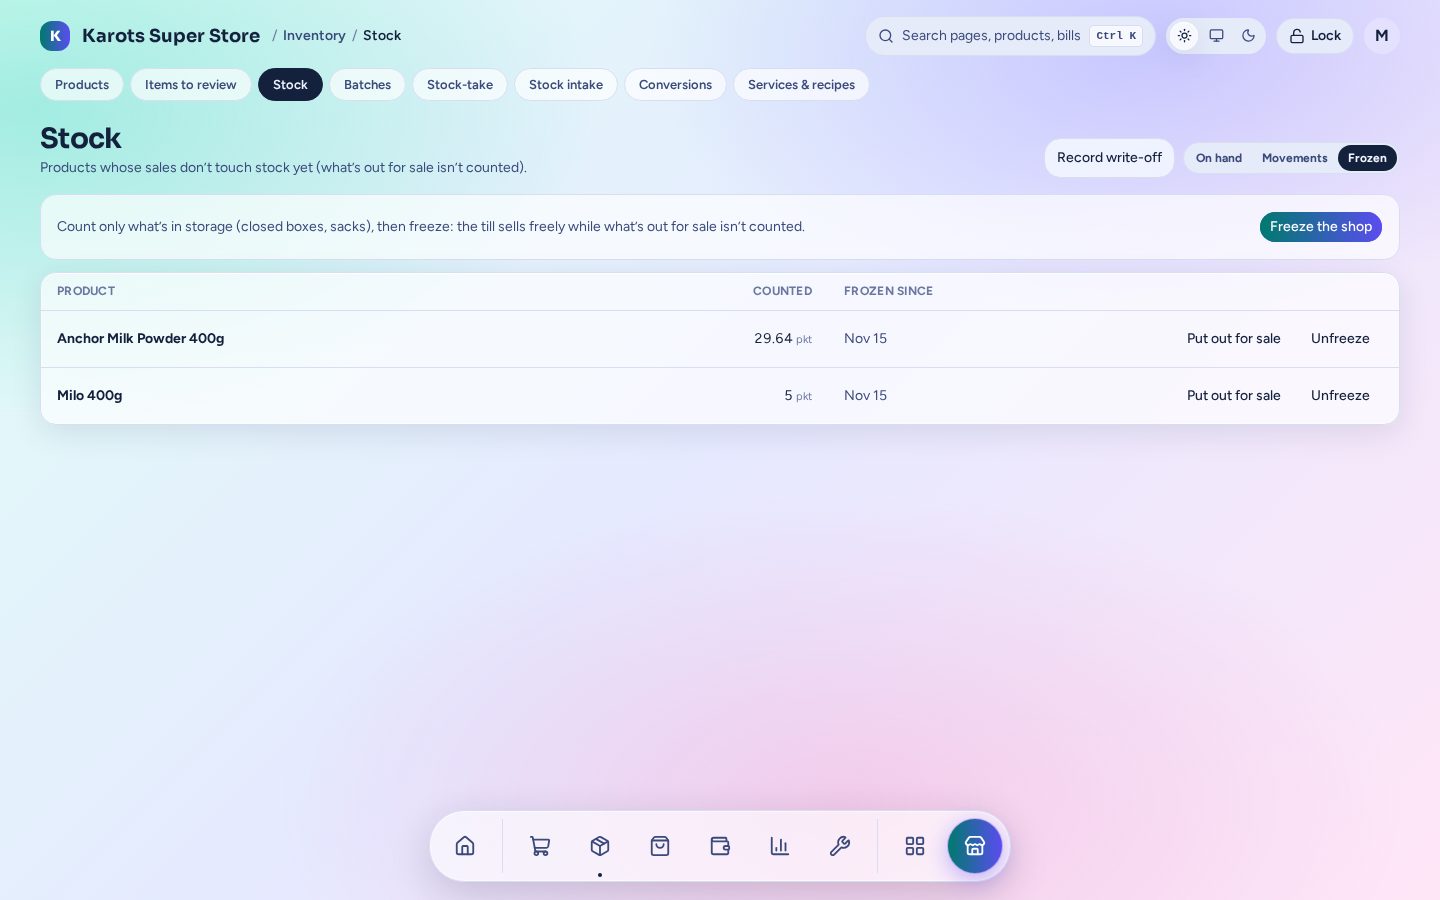 K Karots Super Store / Inventory / Stock
Search pages, products, bills Ctrl K
Lock
M
Products
Items to review
Stock
Batches
Stock-take
Stock intake
Conversions
Services & recipes
Stock
Products whose sales don’t touch stock yet (what’s out for sale isn’t counted).
Record write-off
On hand
Movements
Frozen
Count only what’s in storage (closed boxes, sacks), then freeze: the till sells freely while what’s out for sale isn’t counted.
Freeze the shop
PRODUCT COUNTED FROZEN SINCE
Anchor Milk Powder 400g 29.64 pkt Nov 15 Put out for sale Unfreeze
Milo 400g 5 pkt Nov 15 Put out for sale Unfreeze